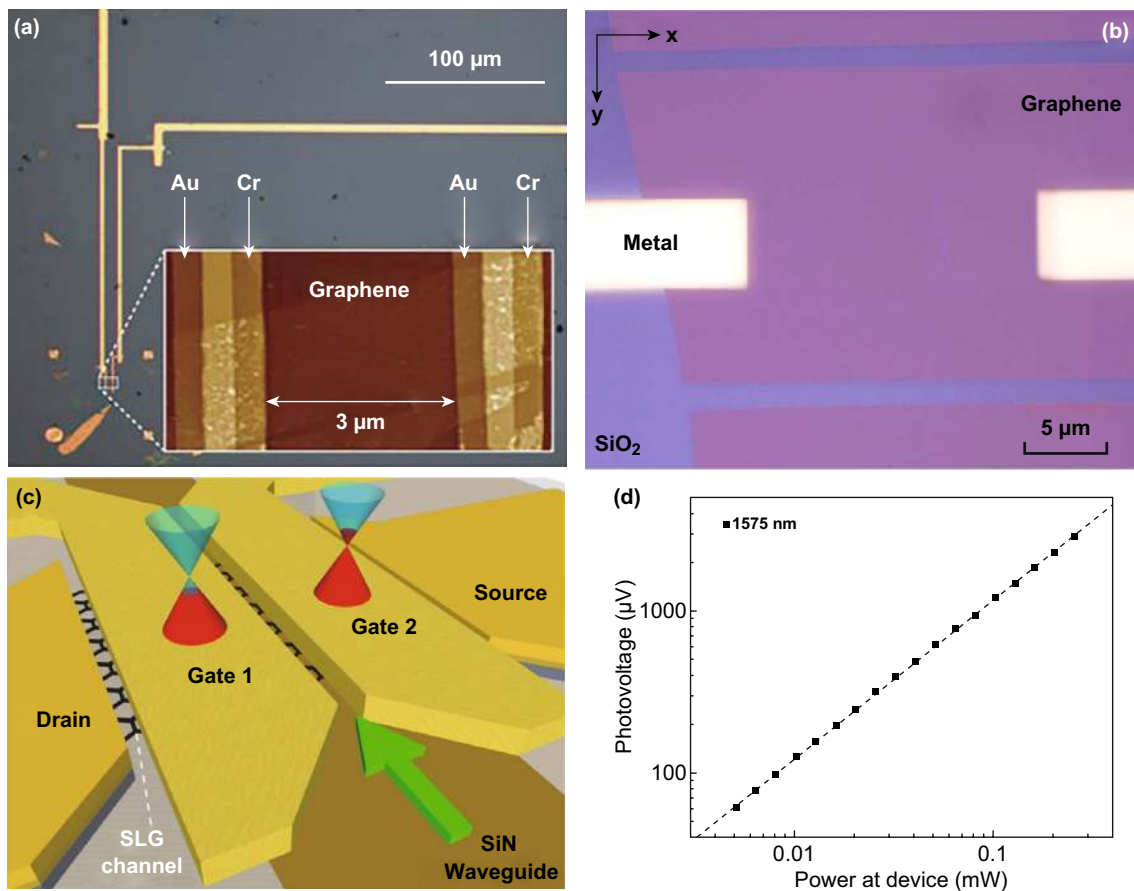 (a)
100 µm
Au
Cr
Au
Cr
Graphene
3 µm
(b)
x
y
Graphene
Metal
SiO₂
5 µm
(c)
Source
Gate 2
Gate 1
Drain
SLG
channel
SiN
Waveguide
(d)
1575 nm
Photovoltage (µV)
1000
100
0.01
0.1
Power at device (mW)